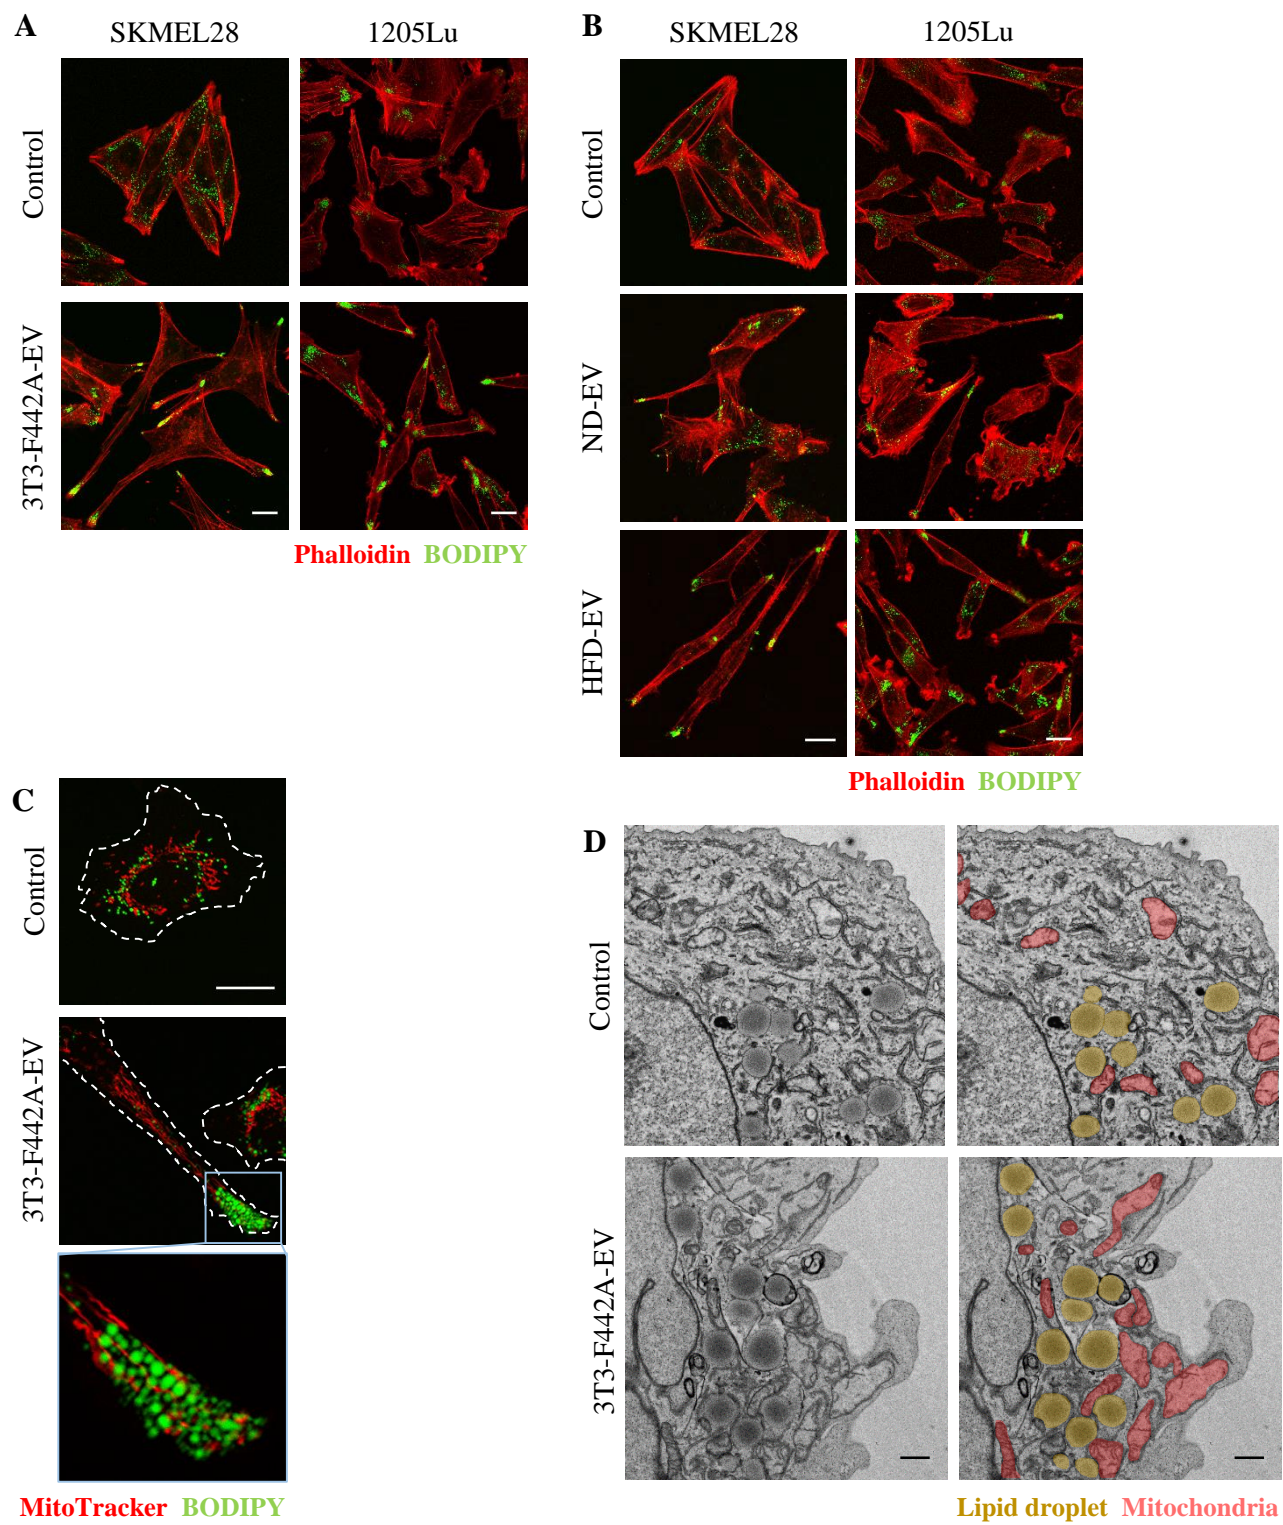 A
SKMEL28 1205Lu
Control
3T3-F442A-EV
Phalloidin BODIPY
B
SKMEL28 1205Lu
Control
ND-EV
HFD-EV
Phalloidin BODIPY
C
Control
3T3-F442A-EV
MitoTracker BODIPY
D
Control
3T3-F442A-EV
Lipid droplet Mitochondria